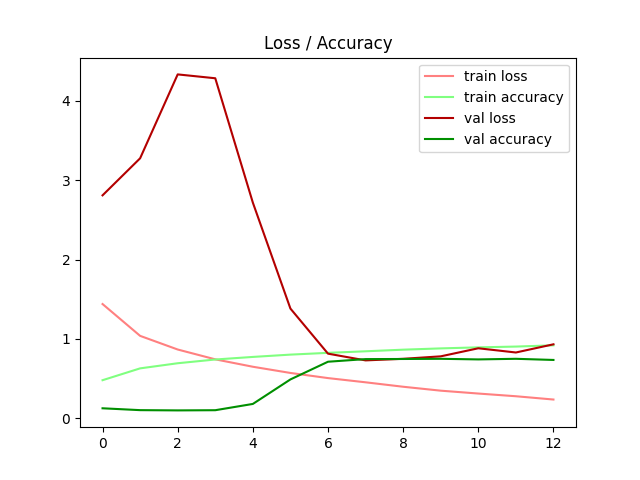 Loss / Accuracy
train loss
train accuracy
val loss
val accuracy
4
3
2
1
0
0 2 4 6 8 10 12